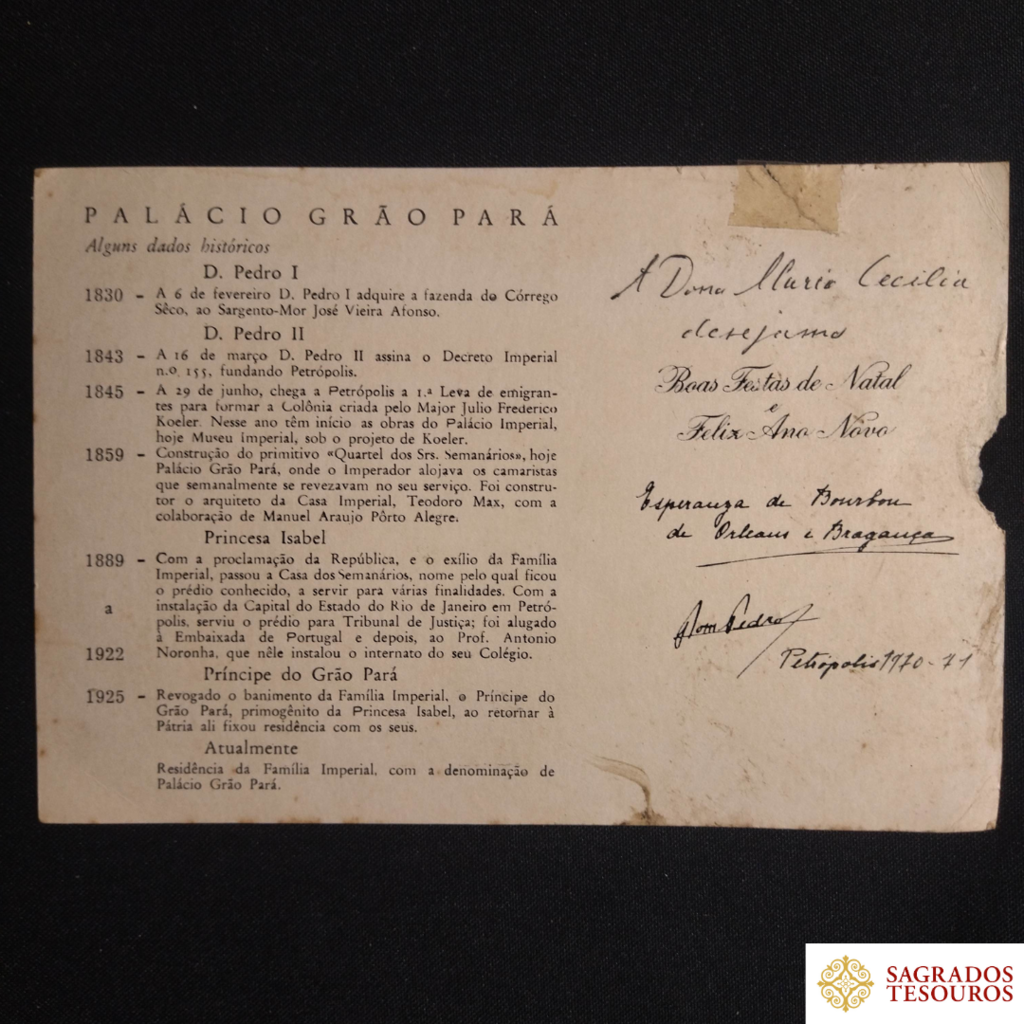 PALÁCIO GRÃO PARÁ
Alguns dados históricos
D. Pedro I
1830 – A 6 de fevereiro D. Pedro I adquire a fazenda do Córrego
Sêco, ao Sargento-Mor José Vieira Afonso.
D. Pedro II
1843 – A 16 de março D. Pedro II assina o Decreto Imperial
n.o 155, fundando Petrópolis.
1845 – A 29 de junho, chega a Petrópolis a 1.ª Leva de emigran-
tes para formar a Colônia criada pelo Major Julio Frederico
Koeler. Nesse ano têm início as obras do Palácio Imperial,
hoje Museu Imperial, sob o projeto de Koeler.
1859 – Construção do primitivo «Quartel dos Srs. Semanários», hoje
Palácio Grão Pará, onde o Imperador alojava os camaristas
que semanalmente se revezavam no seu serviço. Foi constru-
tor o arquiteto da Casa Imperial, Teodoro Max, com a
colaboração de Manuel Araujo Pôrto Alegre.
Princesa Isabel
1889 – Com a proclamação da República, e o exílio da Família
Imperial, passou a Casa dos Semanários, nome pelo qual ficou
o prédio conhecido, a servir para várias finalidades. Com a
a instalação da Capital do Estado do Rio de Janeiro em Petró-
polis, serviu o prédio para Tribunal de Justiça; foi alugado
à Embaixada de Portugal e depois, ao Prof. Antonio
1922 Noronha, que nêle instalou o internato do seu Colégio.
Príncipe do Grão Pará
1925 – Revogado o banimento da Família Imperial, o Príncipe do
Grão Pará, primogênito da Princesa Isabel, ao retornar à
Pátria ali fixou residência com os seus.
Atualmente
Residência da Família Imperial, com a denominação de
Palácio Grão Pará.
A Dona Maria Cecilia
desejamo
Boas Festas de Natal
e
Feliz Ano Nôvo
Esperanza de Bourbon
de Orleans e Bragança
Dom Pedro
Petrópolis 1970-71
SAGRADOS
TESOUROS